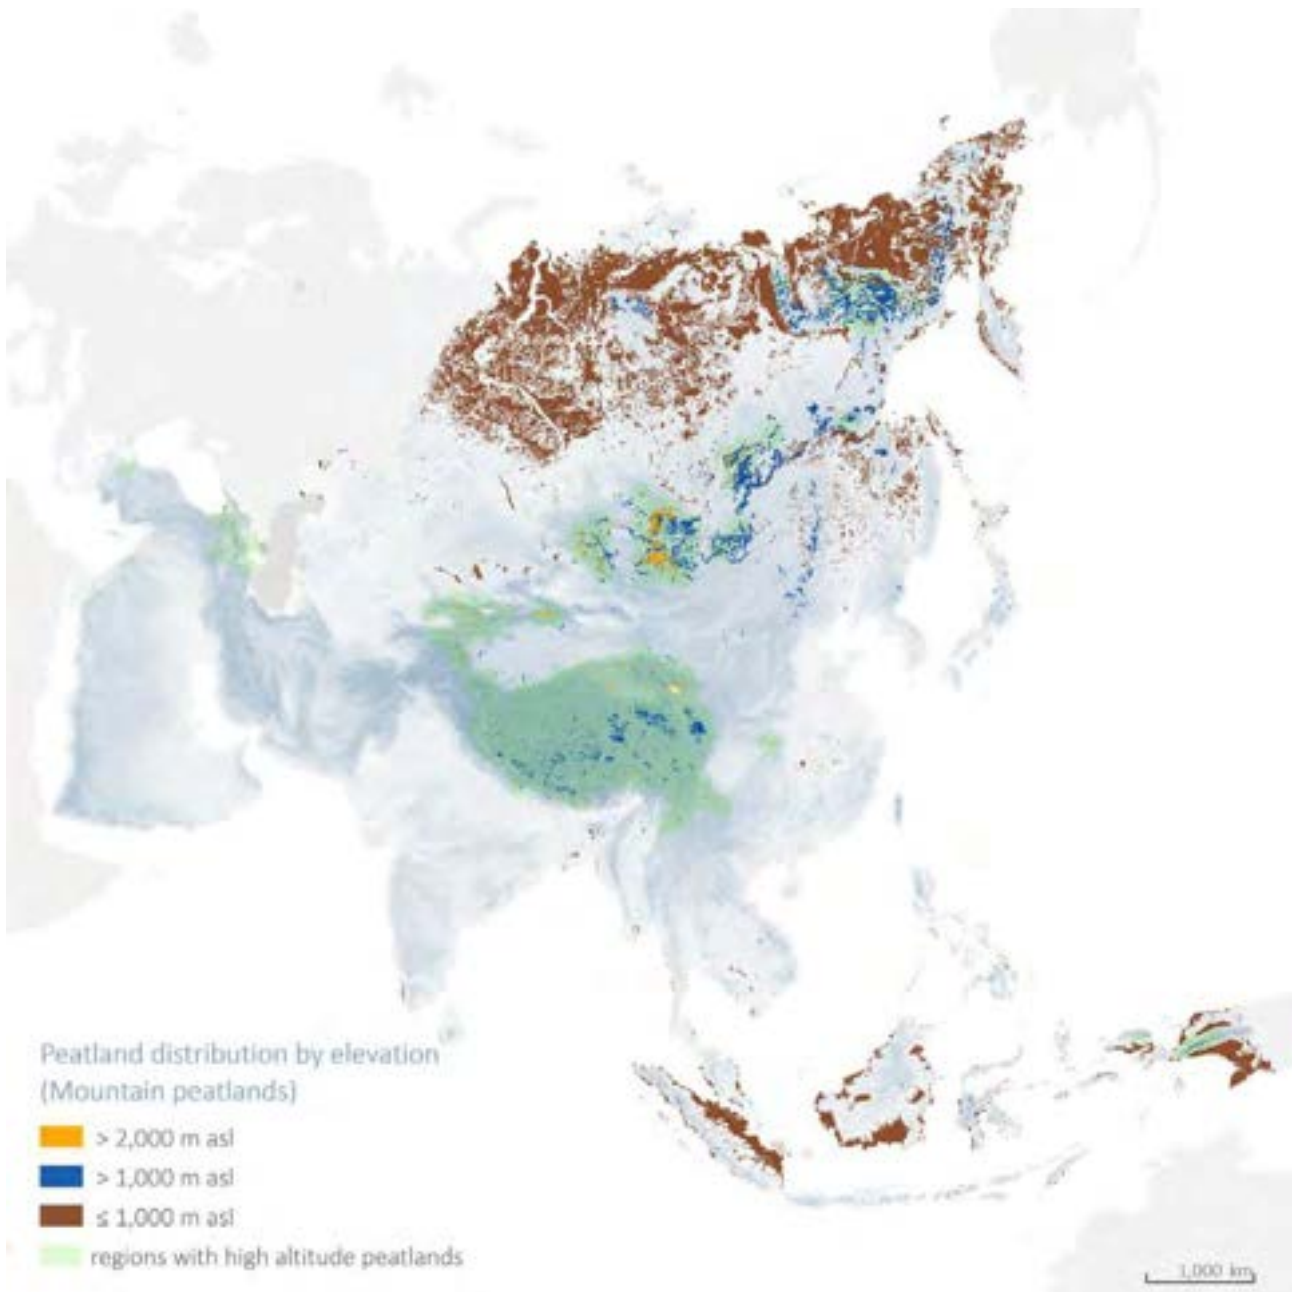 Peatland distribution by elevation
(Mountain peatlands)
> 2,000 m asl
> 1,000 m asl
≤ 1,000 m asl
regions with high altitude peatlands
1,000 km